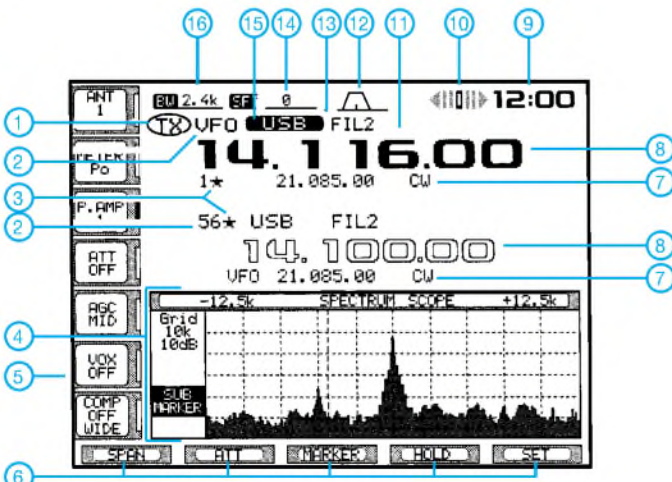 16 15 14 13 12 11 10 9
ANT 1
BW 2.4k SFT 0 12:00
1 TX VFO USB FIL2
2 METER Po 14.116.00 8
1★ 21.085.00 CW 7
3 P.AMP
2 56★ USB FIL2
ATT OFF 14.100.00 8
VFO 21.085.00 CW 7
4 AGC MID
-12.5k SPECTRUM SCOPE +12.5k
Grid
10k
10dB
5 VOX OFF
SUB
MARKER
COMP OFF WIDE
6 SPAN ATT MARKER HOLD SET